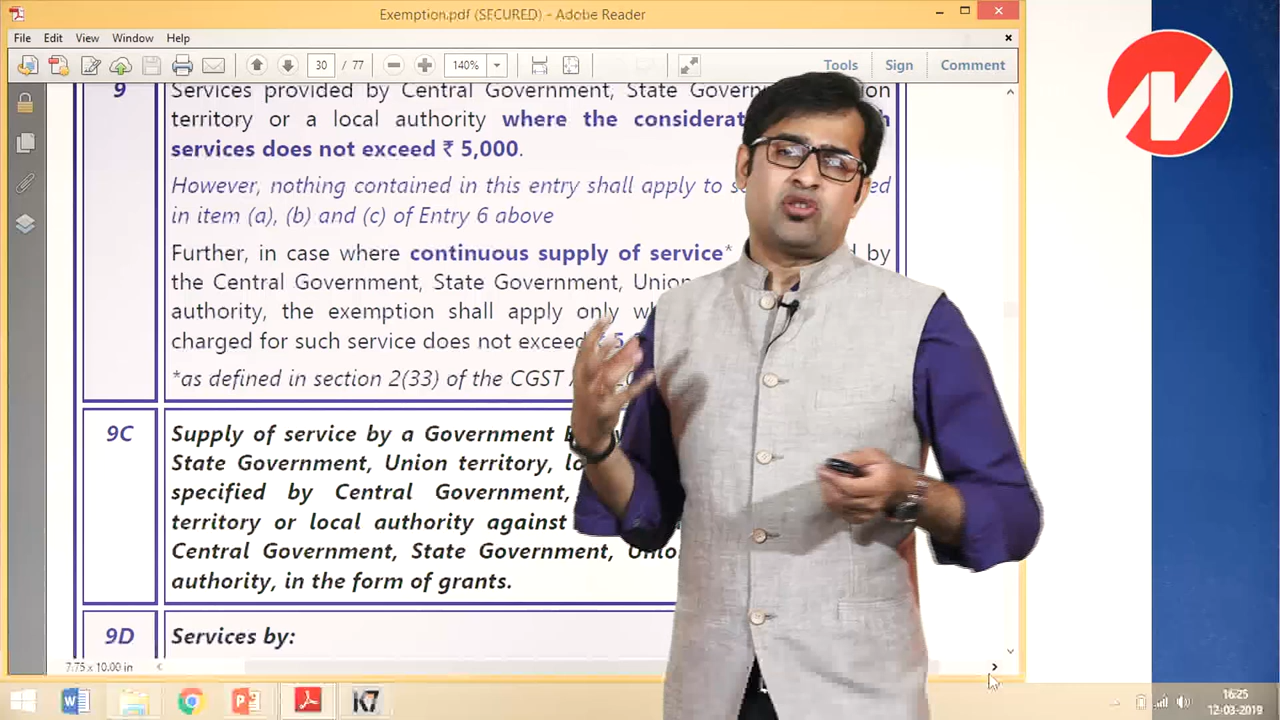 Exemption.pdf (SECURED) - Adobe Reader
File Edit View Window Help
30 / 77 140% Tools Sign Comment
9
Services provided by Central Government, State
territory or a local authority where the
services does not exceed ₹ 5,000.
However, nothing contained in this entry shall apply to
in item (a), (b) and (c) of Entry 6 above
Further, in case where continuous supply of service* by
the Central Government, State Government,
authority, the exemption shall apply only
charged for such service does not exceed ₹
*as defined in section 2(33) of the CGST
9C
Supply of service by a Government
State Government, Union territory,
specified by Central Government,
territory or local authority against
Central Government, State Government,
authority, in the form of grants.
9D
Services by:
7.75 x 10.00 in
K7
16:25
12-03-2019
N